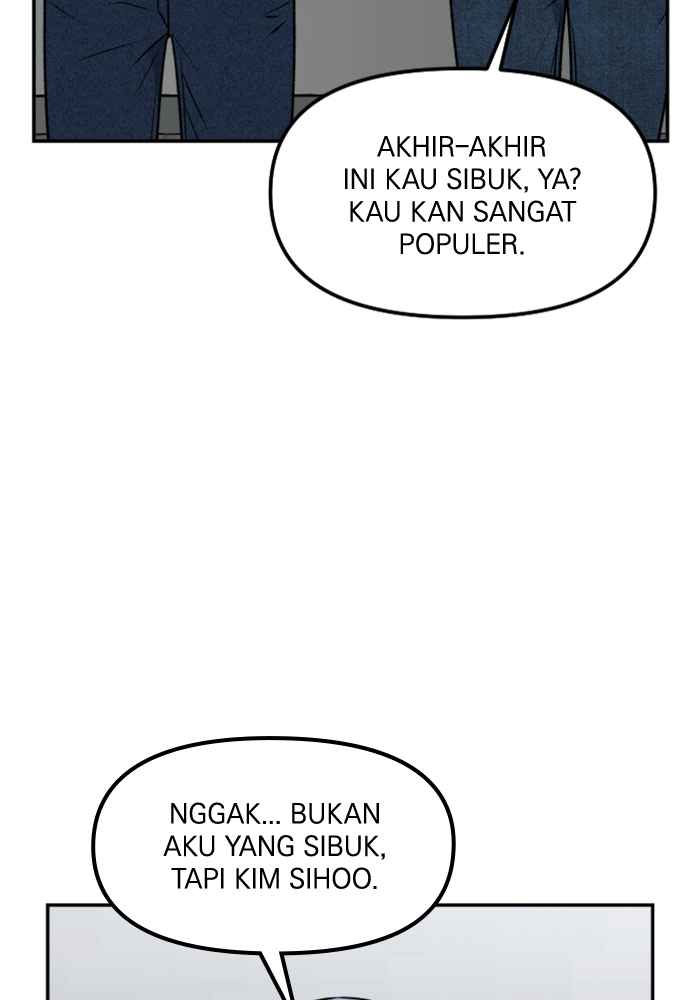 AKHIR-AKHIR
INI KAU SIBUK, YA?
KAU KAN SANGAT
POPULER.
NGGAK... BUKAN
AKU YANG SIBUK,
TAPI KIM SIHOO.